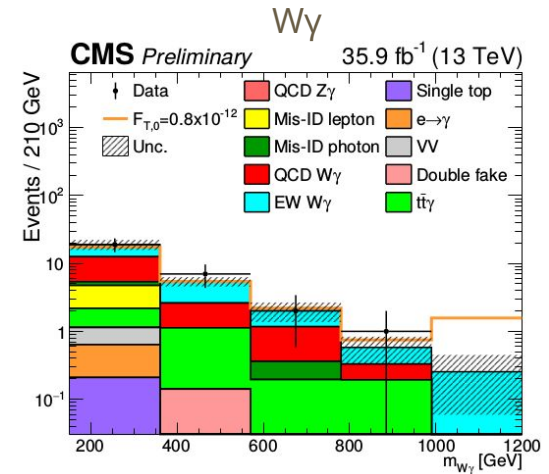 Wγ
CMS Preliminary 35.9 fb⁻¹ (13 TeV)
Events / 210 GeV
Data
F_T,0=0.8x10⁻¹²
Unc.
QCD Zγ
Mis-ID lepton
Mis-ID photon
QCD Wγ
EW Wγ
Single top
e→γ
VV
Double fake
tt̄γ
10³
10²
10
1
10⁻¹
200 400 600 800 1000 1200
m_Wγ [GeV]